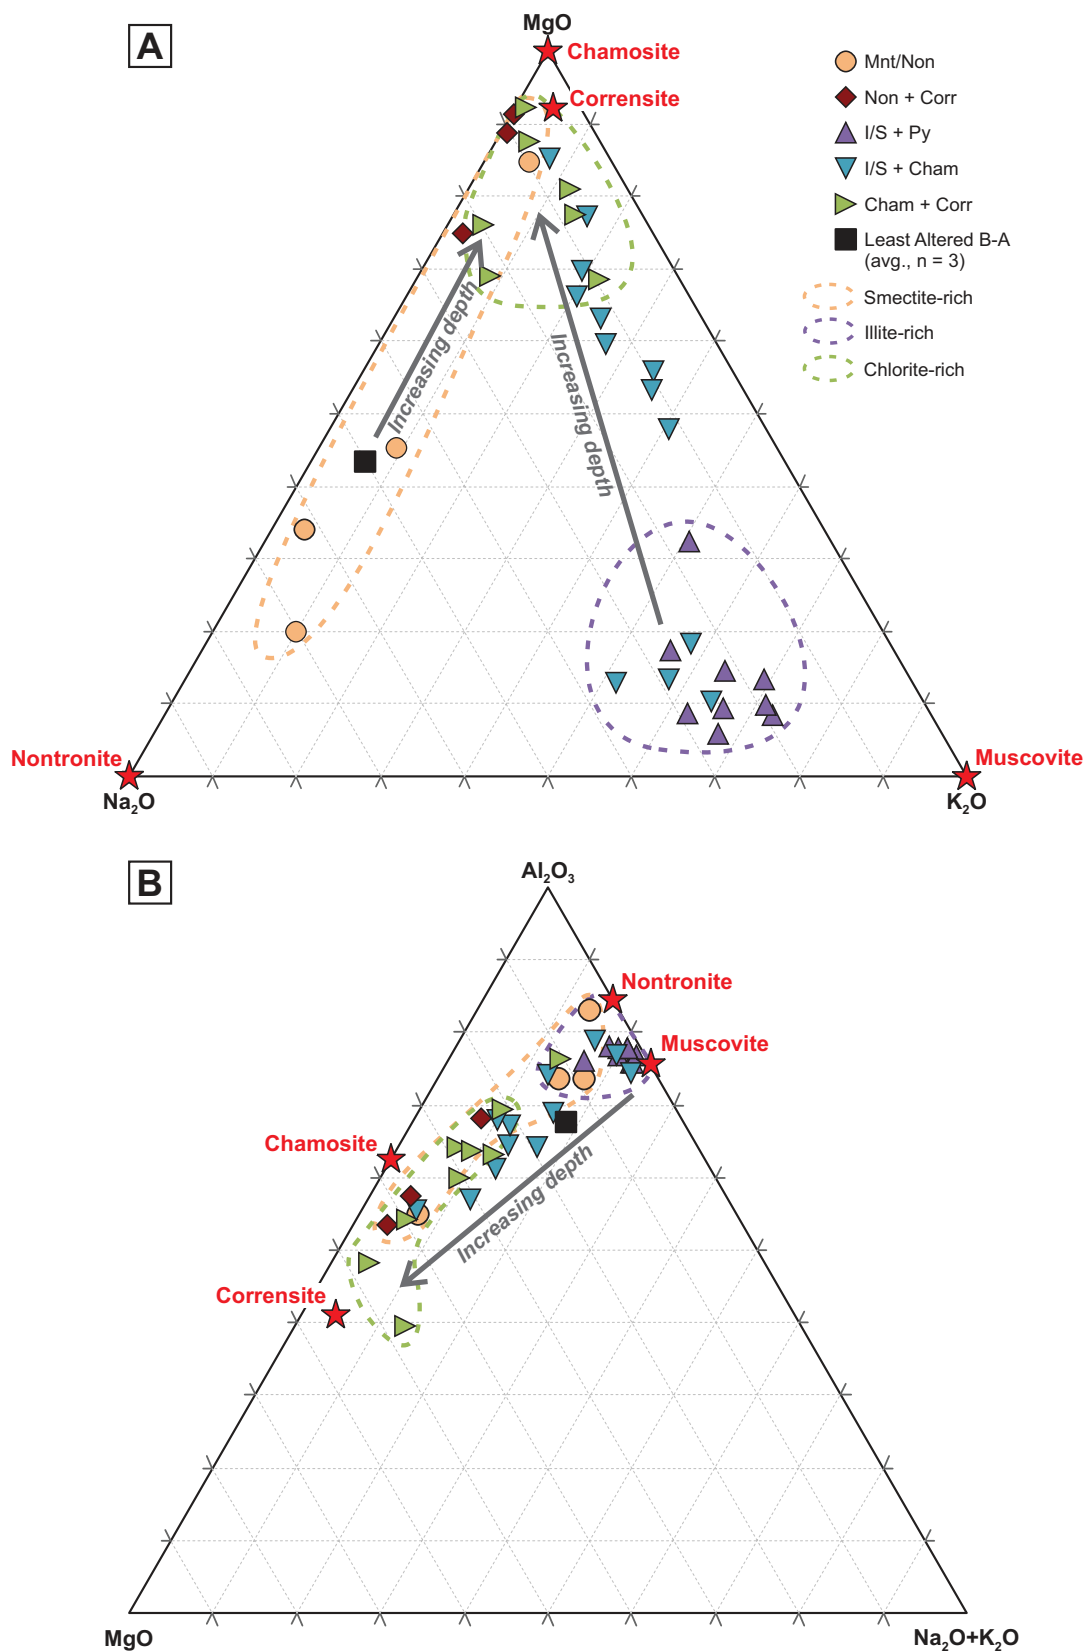 A
MgO
Chamosite
Corrensite
Mnt/Non
Non + Corr
I/S + Py
I/S + Cham
Cham + Corr
Least Altered B-A
(avg., n = 3)
Smectite-rich
Illite-rich
Chlorite-rich
Increasing depth
Increasing depth
Nontronite
Muscovite
Na₂O
K₂O
B
Al₂O₃
Nontronite
Muscovite
Chamosite
Increasing depth
Corrensite
MgO
Na₂O+K₂O